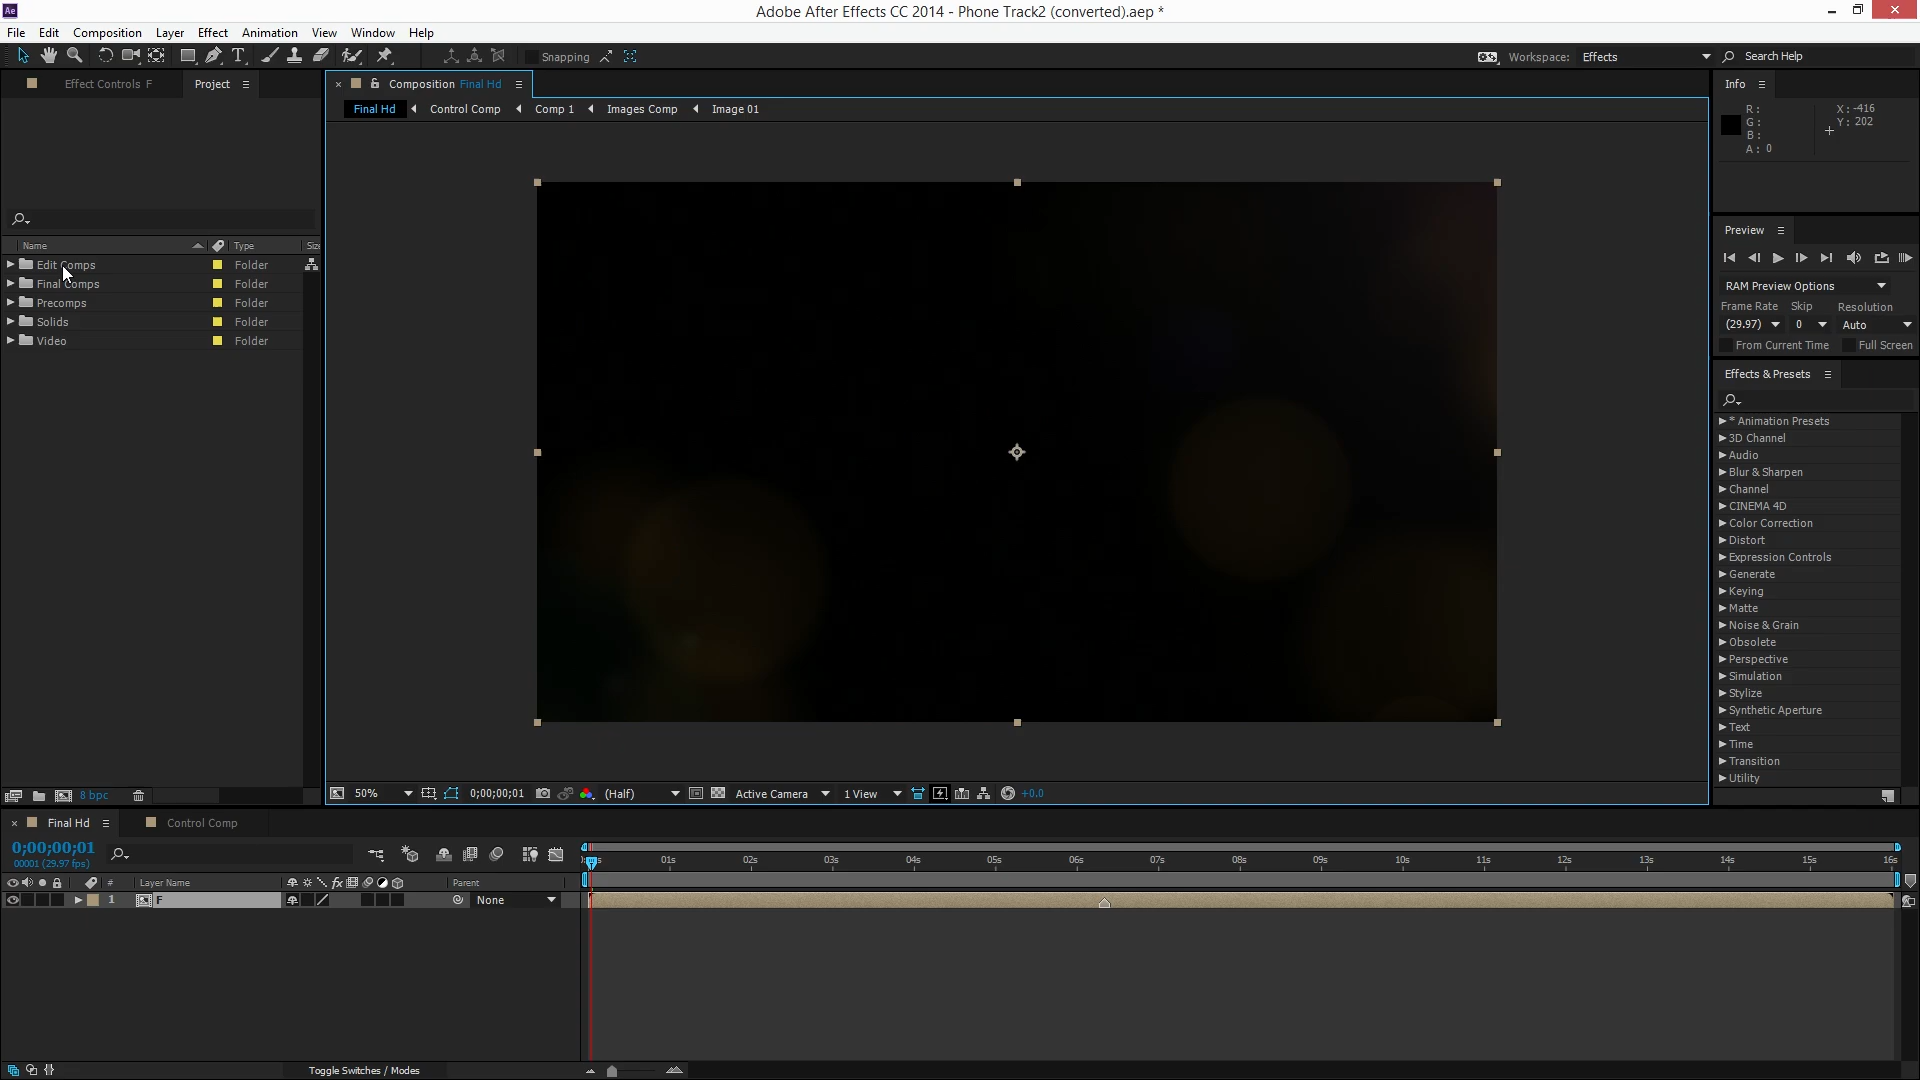 Ae Adobe After Effects CC 2014 - Phone Track2 (converted).aep *
File Edit Composition Layer Effect Animation View Window Help
Snapping Workspace: Effects Search Help
Effect Controls F Project
Composition Final Hd
Final Hd Control Comp Comp 1 Images Comp Image 01
Info
R: X: -416
G: Y: 202
B:
A: 0
Preview
RAM Preview Options
Frame Rate Skip Resolution
(29.97) 0 Auto
From Current Time Full Screen
Effects & Presets
* Animation Presets
3D Channel
Audio
Blur & Sharpen
Channel
CINEMA 4D
Color Correction
Distort
Expression Controls
Generate
Keying
Matte
Noise & Grain
Obsolete
Perspective
Simulation
Stylize
Synthetic Aperture
Text
Time
Transition
Utility
Name Type Size
Edit Comps Folder
Final Comps Folder
Precomps Folder
Solids Folder
Video Folder
8 bpc
50% 0;00;00;01 (Half) Active Camera 1 View +0.0
Final Hd Control Comp
0;00;00;01
00001 (29.97 fps)
01s 02s 03s 04s 05s 06s 07s 08s 09s 10s 11s 12s 13s 14s 15s 16s
# Layer Name fx Parent
1 F None
Toggle Switches / Modes